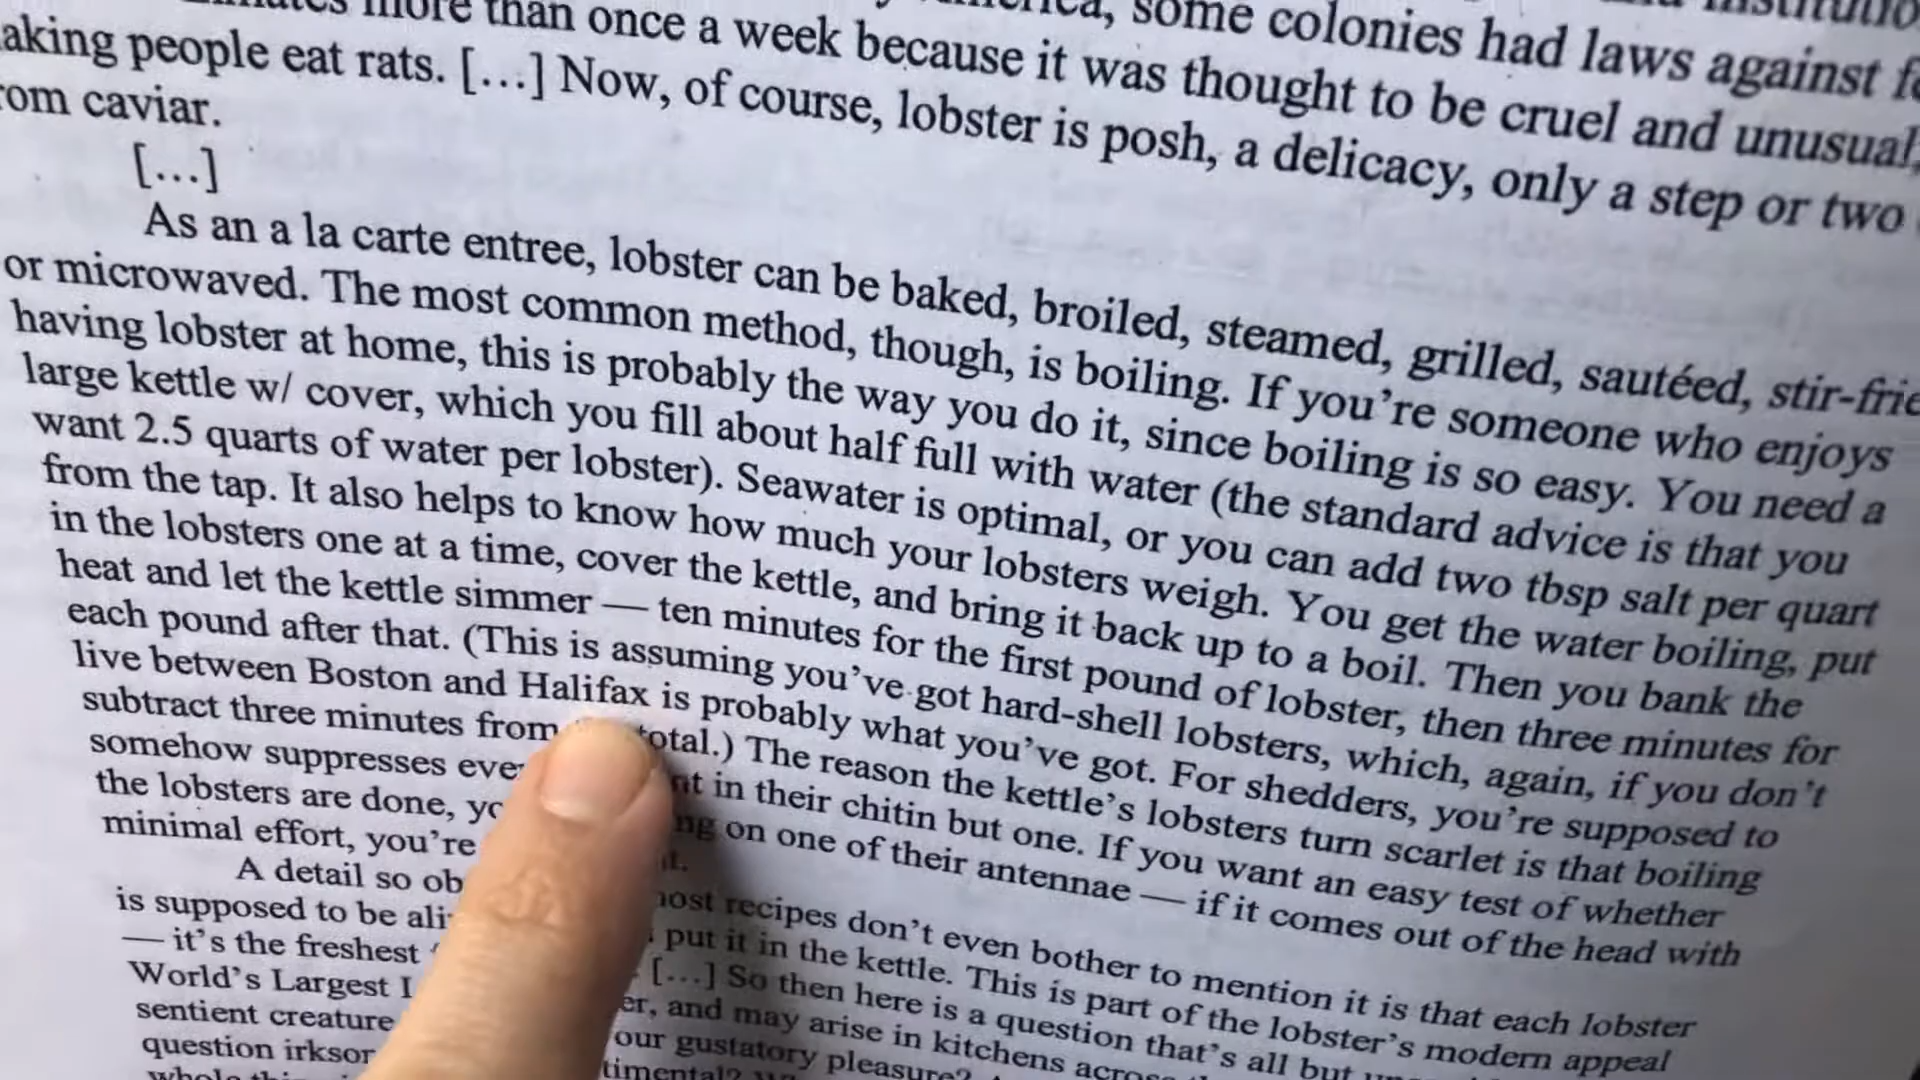 more than once a week because it was thought to be cruel and unusual,
America, some colonies had laws against
aking people eat rats. [...] Now, of course, lobster is posh, a delicacy, only a step or two
rom caviar.
[...]
As an a la carte entree, lobster can be baked, broiled, steamed, grilled, sautéed, stir-frie
or microwaved. The most common method, though, is boiling. If you're someone who enjoys
having lobster at home, this is probably the way you do it, since boiling is so easy. You need a
large kettle w/ cover, which you fill about half full with water (the standard advice is that you
want 2.5 quarts of water per lobster). Seawater is optimal, or you can add two tbsp salt per quart
from the tap. It also helps to know how much your lobsters weigh. You get the water boiling, put
in the lobsters one at a time, cover the kettle, and bring it back up to a boil. Then you bank the
heat and let the kettle simmer — ten minutes for the first pound of lobster, then three minutes for
each pound after that. (This is assuming you've got hard-shell lobsters, which, again, if you don't
live between Boston and Halifax is probably what you've got. For shedders, you're supposed to
subtract three minutes from total.) The reason the kettle's lobsters turn scarlet is that boiling
somehow suppresses in their chitin but one. If you want an easy test of whether
the lobsters are done, on one of their antennae — if it comes out of the head with
minimal effort, you're
A detail so recipes don't even bother to mention it is that each lobster
is supposed to be put it in the kettle. This is part of the lobster's modern appeal
— it's the freshest [...] So then here is a question that's all but
World's Largest and may arise in kitchens
sentient creature our gustatory pleasure?
question